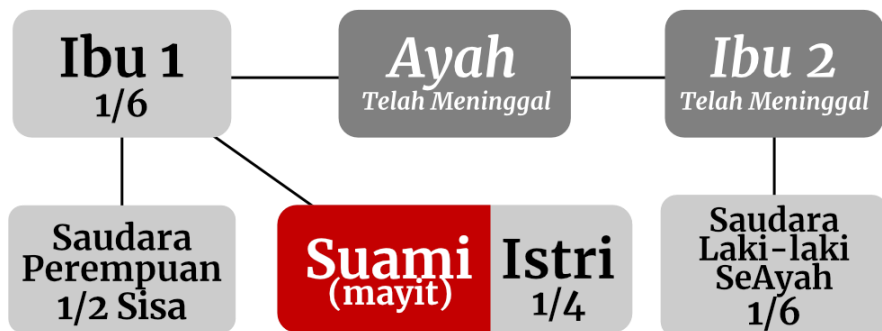 Ibu 1
1/6
Ayah
Telah Meninggal
Ibu 2
Telah Meninggal
Saudara
Perempuan
1/2 Sisa
Suami
(mayit)
Istri
1/4
Saudara
Laki-laki
SeAyah
1/6